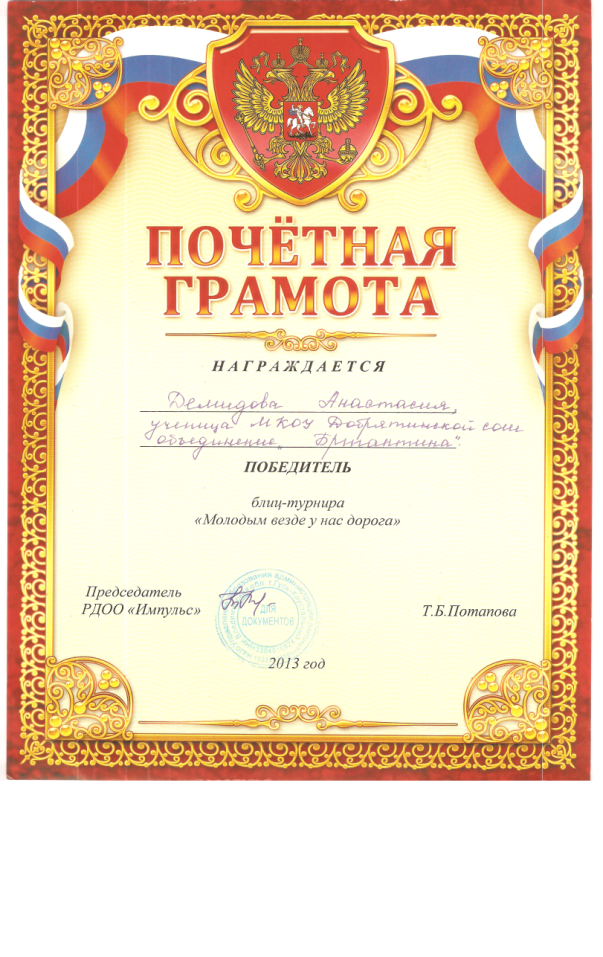 ПОЧЁТНАЯ
ГРАМОТА
НАГРАЖДАЕТСЯ
Демидова Анастасия,
ученица МКОУ Добрятинской сош
объединение „Бригантина".
ПОБЕДИТЕЛЬ
блиц-турнира
«Молодым везде у нас дорога»
Председатель
РДОО «Импульс»
Т.Б.Потапова
ДЛЯ
ДОКУМЕНТОВ
2013 год